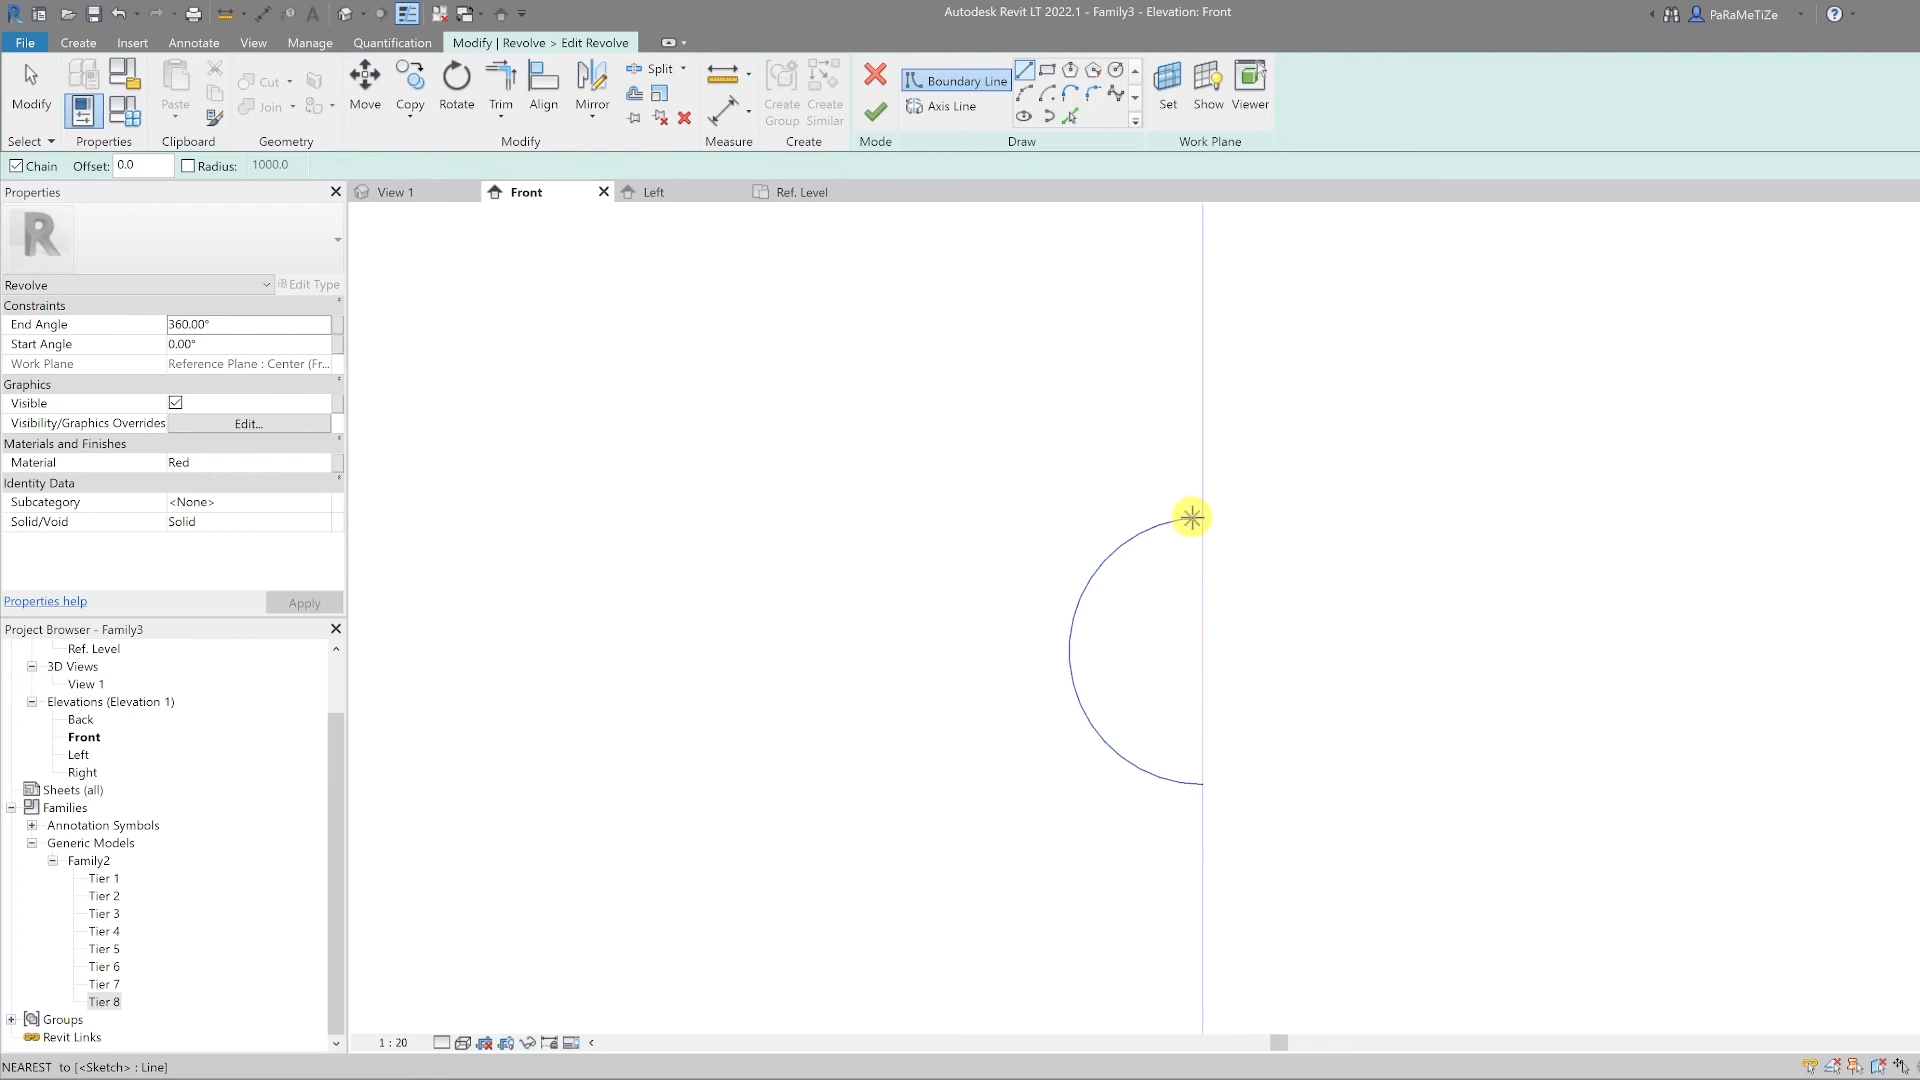 Autodesk Revit LT 2022.1 - Family3 - Elevation: Front
PaRaMeTiZe
File Create Insert Annotate View Manage Quantification Modify | Revolve > Edit Revolve
Modify
Paste
Cut
Join
Move Copy Rotate Trim Align Mirror
Split
Create Group
Create Similar
Boundary Line
Axis Line
Set Show Viewer
Select Properties Clipboard Geometry Modify Measure Create Mode Draw Work Plane
Chain Offset: 0.0 Radius: 1000.0
Properties
View 1 Front Left Ref. Level
Revolve Edit Type
Constraints
End Angle 360.00°
Start Angle 0.00°
Work Plane Reference Plane : Center (Fr...
Graphics
Visible
Visibility/Graphics Overrides Edit...
Materials and Finishes
Material Red
Identity Data
Subcategory <None>
Solid/Void Solid
Properties help Apply
Project Browser - Family3
Ref. Level
3D Views
View 1
Elevations (Elevation 1)
Back
Front
Left
Right
Sheets (all)
Families
Annotation Symbols
Generic Models
Family2
Tier 1
Tier 2
Tier 3
Tier 4
Tier 5
Tier 6
Tier 7
Tier 8
Groups
Revit Links
1 : 20
NEAREST to [<Sketch> : Line]